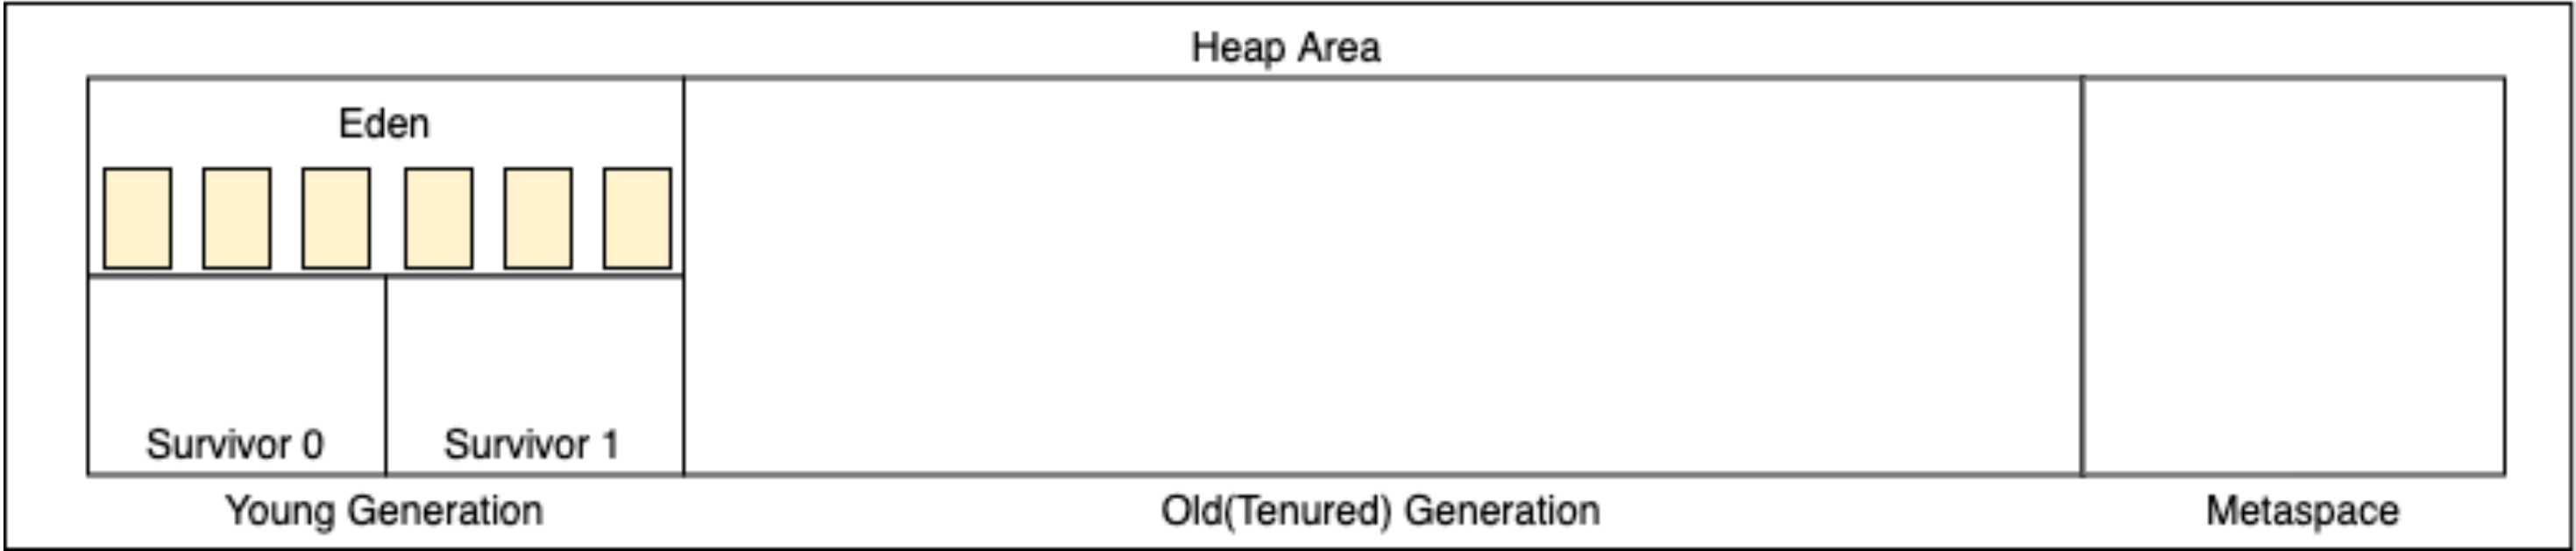 Heap Area
Eden
Survivor 0
Survivor 1
Young Generation
Old(Tenured) Generation
Metaspace